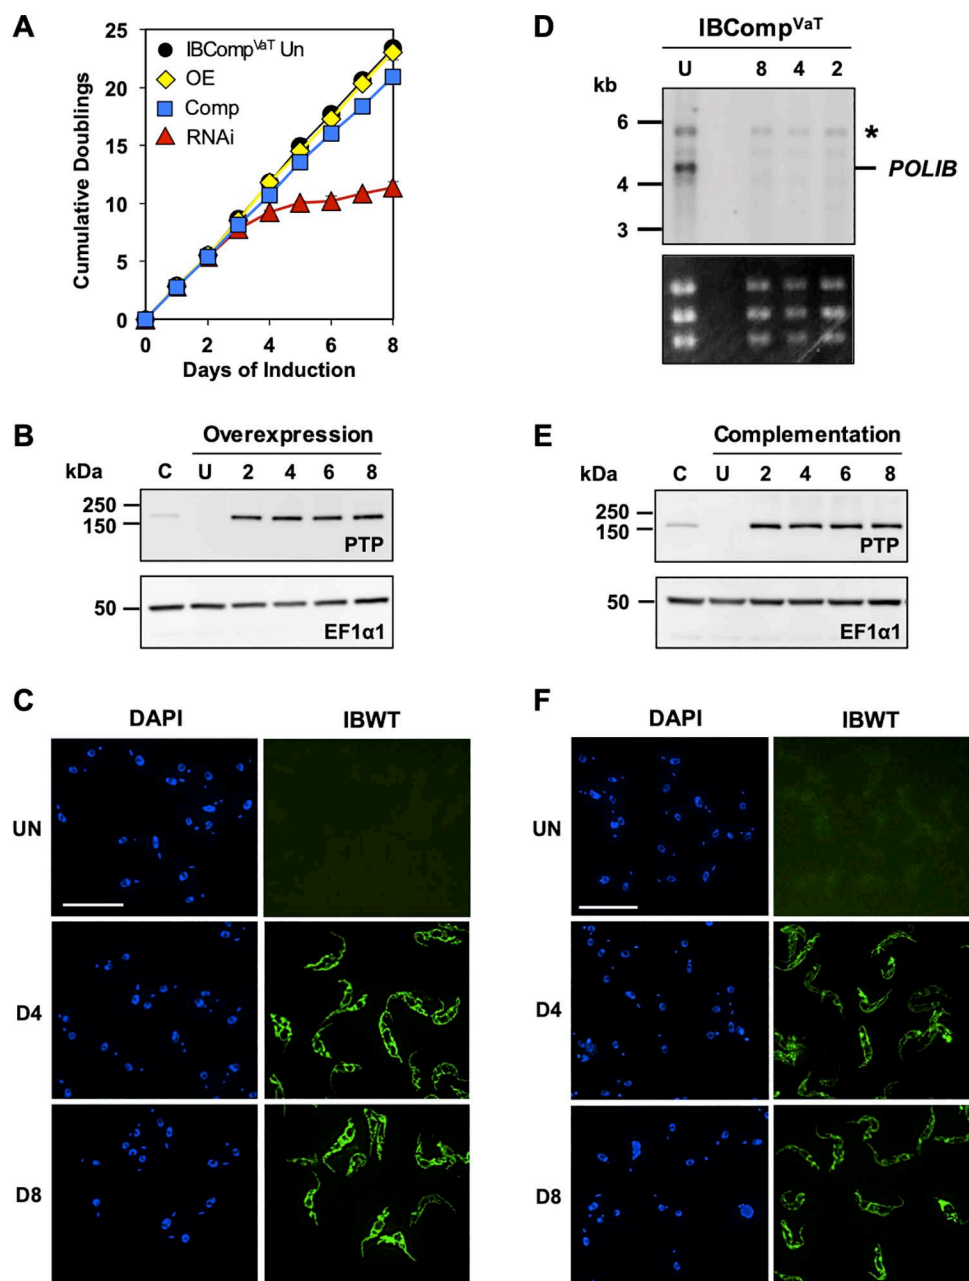 A
Cumulative Doublings
25
20
15
10
5
0
IBComp^VaT Un
OE
Comp
RNAi
0 2 4 6 8
Days of Induction
B
Overexpression
kDa C U 2 4 6 8
250
150
PTP
50
EF1α1
C
DAPI IBWT
UN
D4
D8
D
IBComp^VaT
U 8 4 2
kb
6
*
POLIB
4
3
E
Complementation
kDa C U 2 4 6 8
250
150
PTP
50
EF1α1
F
DAPI IBWT
UN
D4
D8